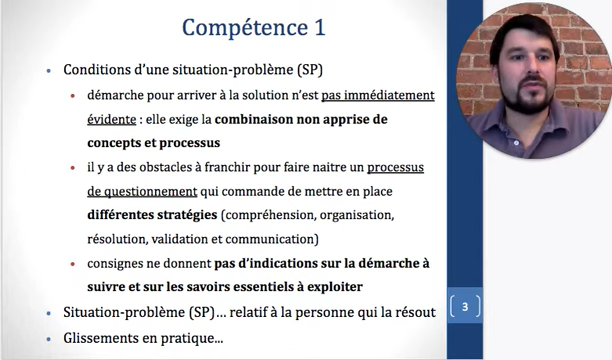 Compétence 1
Conditions d'une situation-problème (SP)
démarche pour arriver à la solution n'est pas immédiatement
évidente : elle exige la combinaison non apprise de
concepts et processus
il y a des obstacles à franchir pour faire naitre un processus
de questionnement qui commande de mettre en place
différentes stratégies (compréhension, organisation,
résolution, validation et communication)
consignes ne donnent pas d'indications sur la démarche à
suivre et sur les savoirs essentiels à exploiter
Situation-problème (SP)... relatif à la personne qui la résout
3
Glissements en pratique...